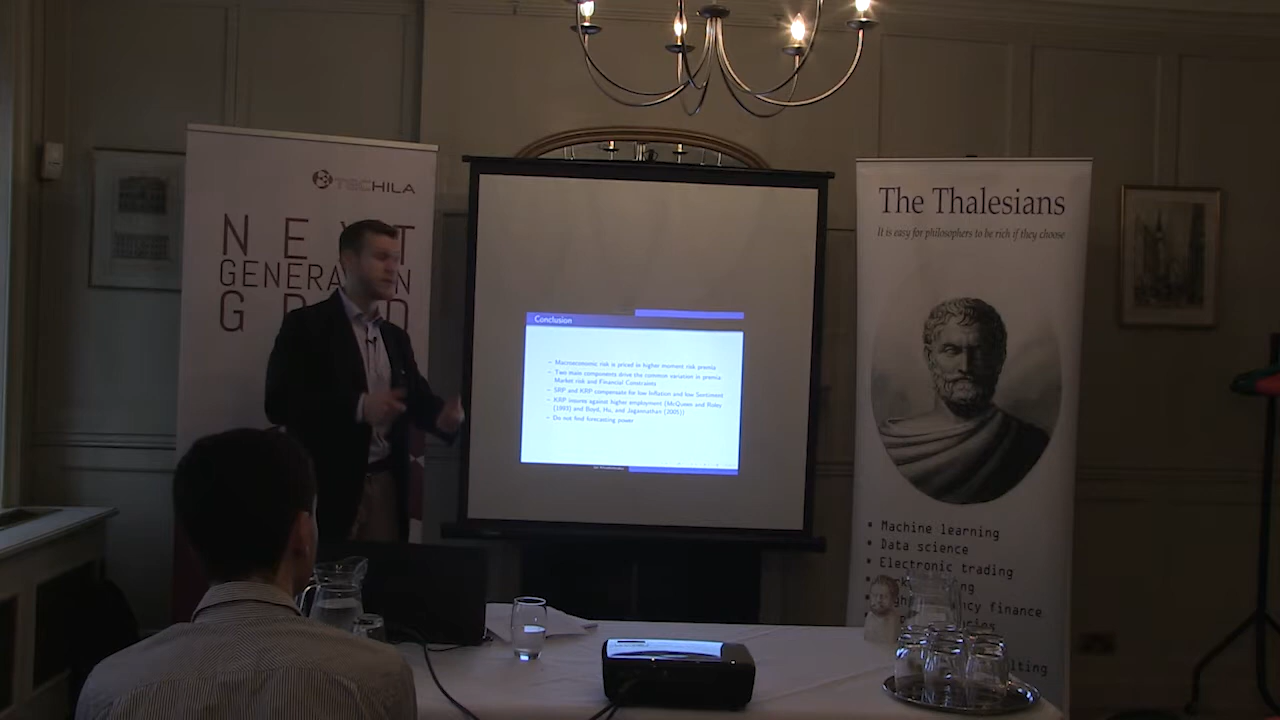 TECHILA
NEXT
GENERA
G
Conclusion
– Macroeconomic risk is priced in higher moment risk premia
– Two main components drive the common variation in premia
Market risk and Financial Constraints
– SRP and KRP compensate for low Inflation and low Sentiment
– KRP insures against higher employment (McQueen and Roley
(1993) and Boyd, Hu, and Jagannathan (2005))
– Do not find forecasting power
The Thalesians
It is easy for philosophers to be rich if they choose
• Machine learning
• Data science
• Electronic trading
finance